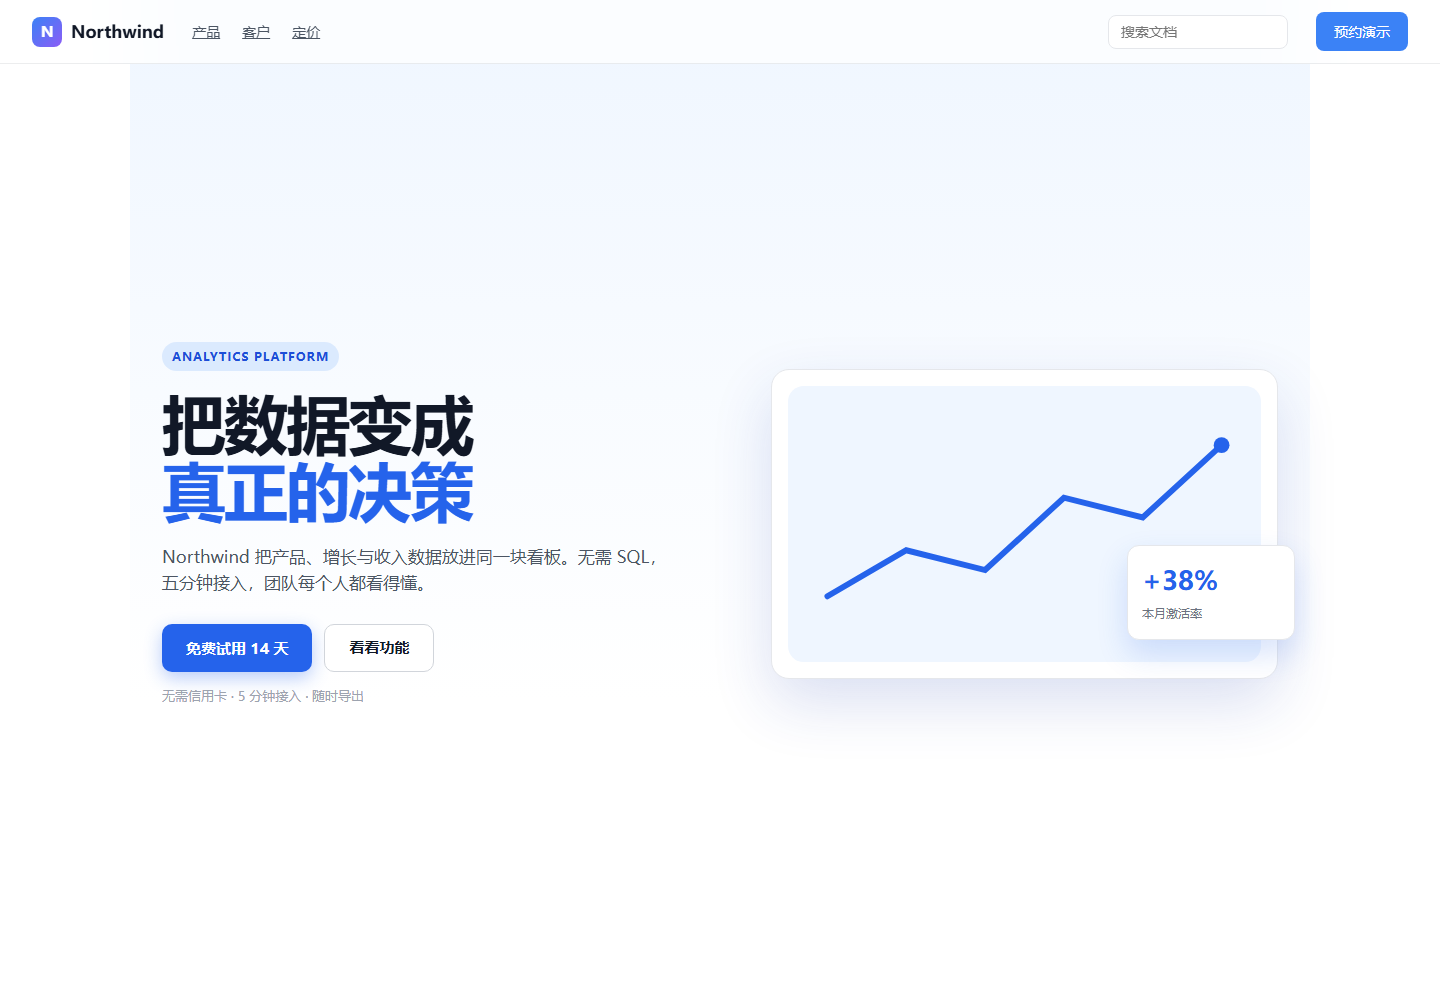 N Northwind 产品 客户 定价 搜索文档 预约演示
ANALYTICS PLATFORM
把数据变成
真正的决策
Northwind 把产品、增长与收入数据放进同一块看板。无需 SQL，
五分钟接入，团队每个人都看得懂。
免费试用 14 天 看看功能
无需信用卡 · 5 分钟接入 · 随时导出
+38%
本月激活率